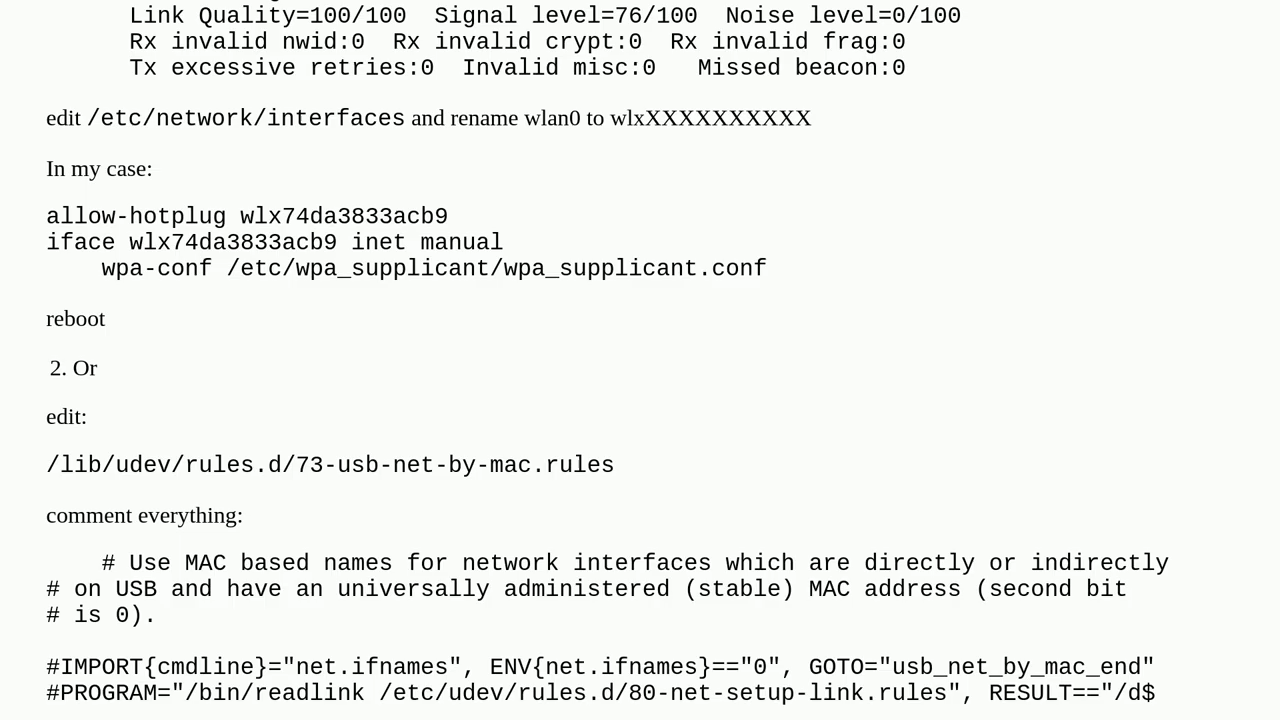 Link Quality=100/100  Signal level=76/100  Noise level=0/100
Rx invalid nwid:0  Rx invalid crypt:0  Rx invalid frag:0
Tx excessive retries:0  Invalid misc:0   Missed beacon:0
edit /etc/network/interfaces and rename wlan0 to wlxXXXXXXXXXX
In my case:
allow-hotplug wlx74da3833acb9
iface wlx74da3833acb9 inet manual
    wpa-conf /etc/wpa_supplicant/wpa_supplicant.conf
reboot
2. Or
edit:
/lib/udev/rules.d/73-usb-net-by-mac.rules
comment everything:
    # Use MAC based names for network interfaces which are directly or indirectly
# on USB and have an universally administered (stable) MAC address (second bit
# is 0).
#IMPORT{cmdline}="net.ifnames", ENV{net.ifnames}=="0", GOTO="usb_net_by_mac_end"
#PROGRAM="/bin/readlink /etc/udev/rules.d/80-net-setup-link.rules", RESULT=="/d$